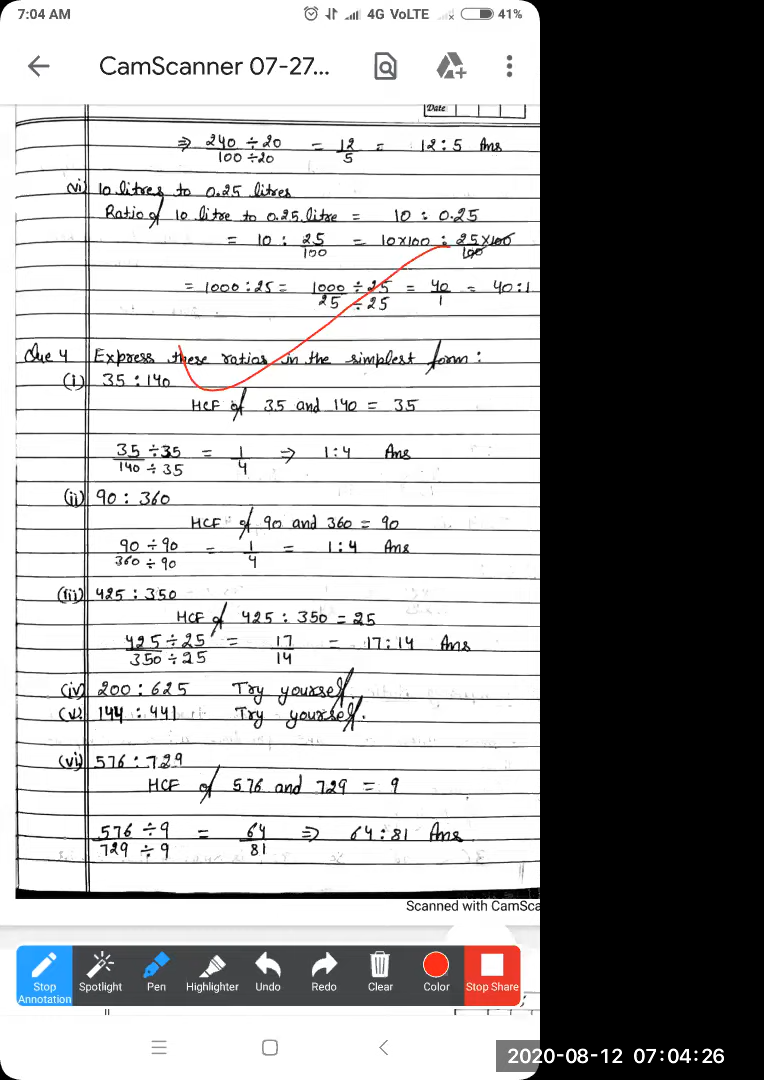 7:04 AM 4G VoLTE 41%
CamScanner 07-27...
Date
⇒ 240 ÷ 20 / 100 ÷ 20 = 12/5 = 12 : 5 Ans
(vi) 10 litres to 0.25 litres
Ratio of 10 litre to 0.25 litre = 10 : 0.25
= 10 : 25/100 = 10×100 : 25×100/100
= 1000 : 25 = 1000 ÷ 25 / 25 ÷ 25 = 40/1 = 40:1
Que 4 Express these ratios in the simplest form :
(i) 35 : 140
HCF of 35 and 140 = 35
35 ÷ 35 / 140 ÷ 35 = 1/4 ⇒ 1:4 Ans
(ii) 90 : 360
HCF of 90 and 360 = 90
90 ÷ 90 / 360 ÷ 90 = 1/4 = 1:4 Ans
(iii) 425 : 350
HCF of 425 : 350 = 25
425 ÷ 25 / 350 ÷ 25 = 17/14 = 17:14 Ans
(iv) 200 : 625 Try yourself.
(v) 144 : 441 Try yourself.
(vi) 576 : 729
HCF of 576 and 729 = 9
576 ÷ 9 / 729 ÷ 9 = 64/81 ⇒ 64:81 Ans
Scanned with CamSca
Stop Annotation
Spotlight
Pen
Highlighter
Undo
Redo
Clear
Color
Stop Share
2020-08-12 07:04:26